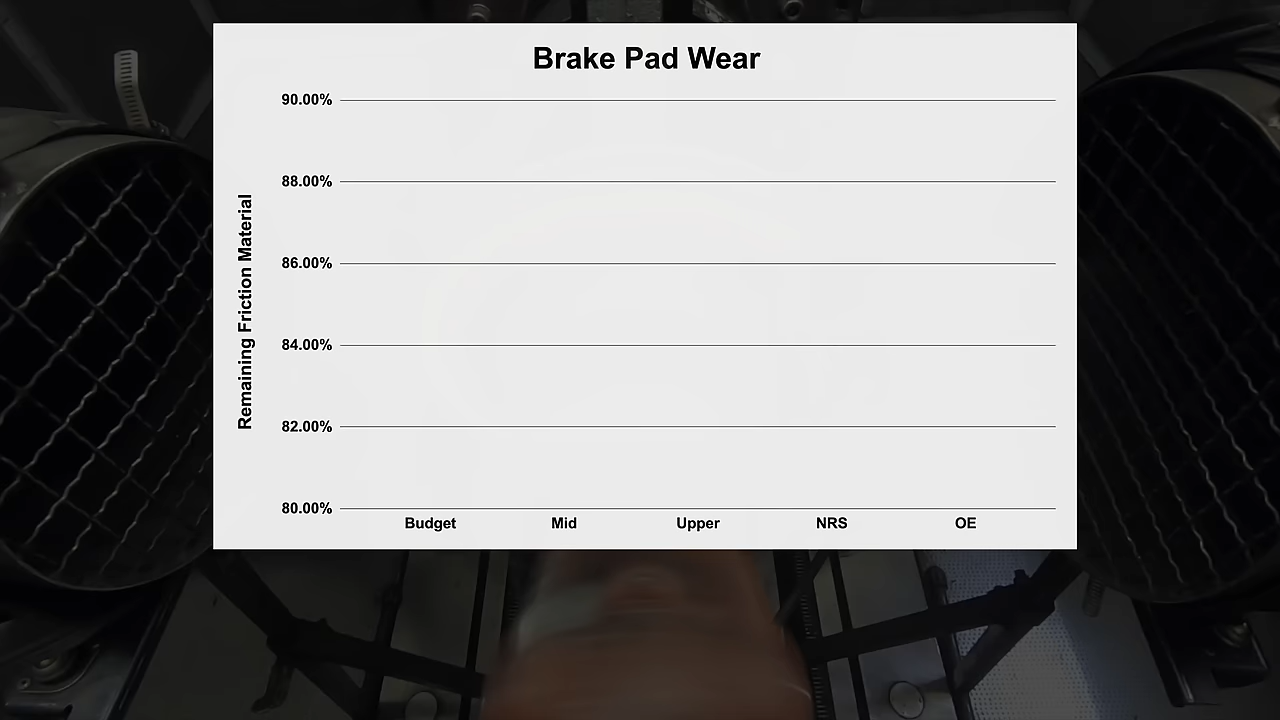 Brake Pad Wear
Remaining Friction Material
90.00%
88.00%
86.00%
84.00%
82.00%
80.00%
Budget Mid Upper NRS OE